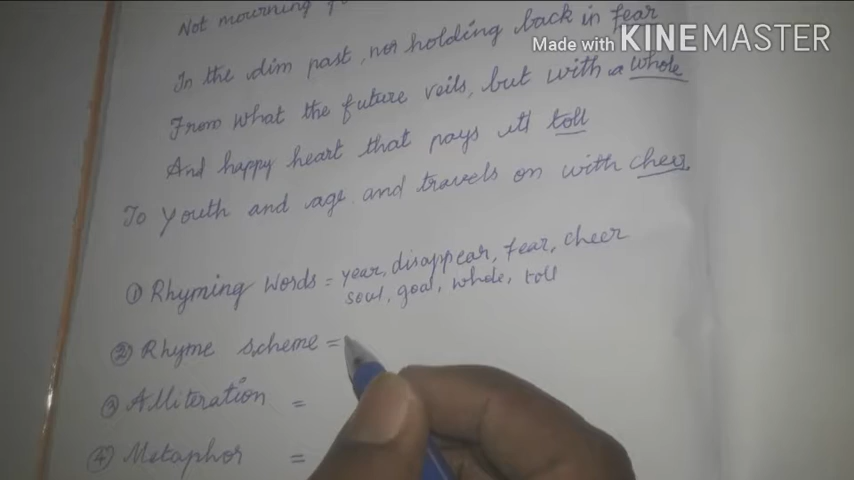 Not mourning
In the dim past, nor holding back in fear
Made with KINEMASTER
From what the future veils, but with a whole
And happy heart that pays its toll
To Youth and age and travels on with cheer
① Rhyming Words = year, disappear, fear, cheer
soul, goal, whole, toll
② Rhyme scheme =
③ Alliteration =
④ Metaphor =